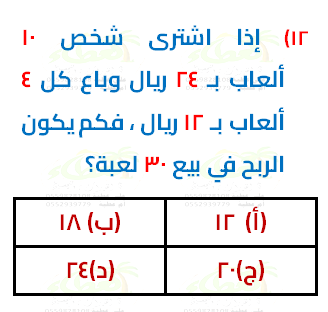 ١٢) إذا اشترى شخص ١٠
ألعاب بـ ٢٤ ريال وباع كل ٤
ألعاب بـ ١٢ ريال ، فكم يكون
الربح في بيع ٣٠ لعبة؟
(أ) ١٢ (ب) ١٨
(ج) ٢٠ (د) ٢٤